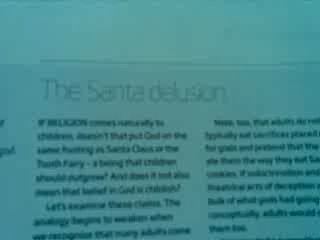 The Santa delusion
IF RELIGION comes naturally to
children, doesn't that put God on the
same footing as Santa Claus or the
Tooth Fairy – a being that children
should outgrow? And does it not also
mean that belief in God is childish?
Let's examine these claims. The
analogy begins to weaken when
we recognise that many adults come
Note, too, that adults do not
typically eat sacrifices placed
for gods and pretend that the
ate them the way they eat Santa
cookies. If indoctrination and
theatrical acts of deception
bulk of what gods had going
conceptually, adults would
them too.